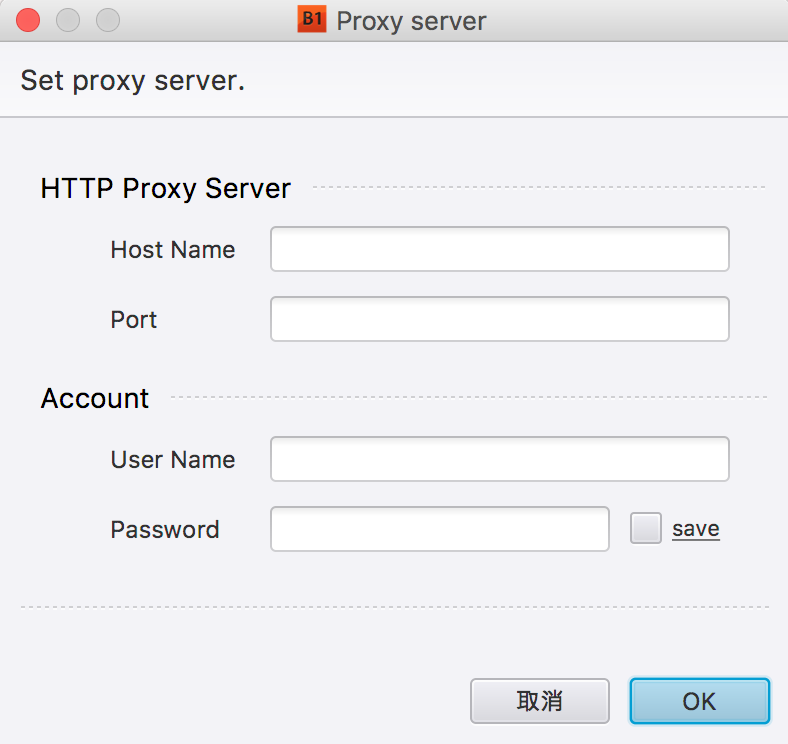 B1 Proxy server
Set proxy server.
HTTP Proxy Server
Host Name
Port
Account
User Name
Password save
取消 OK